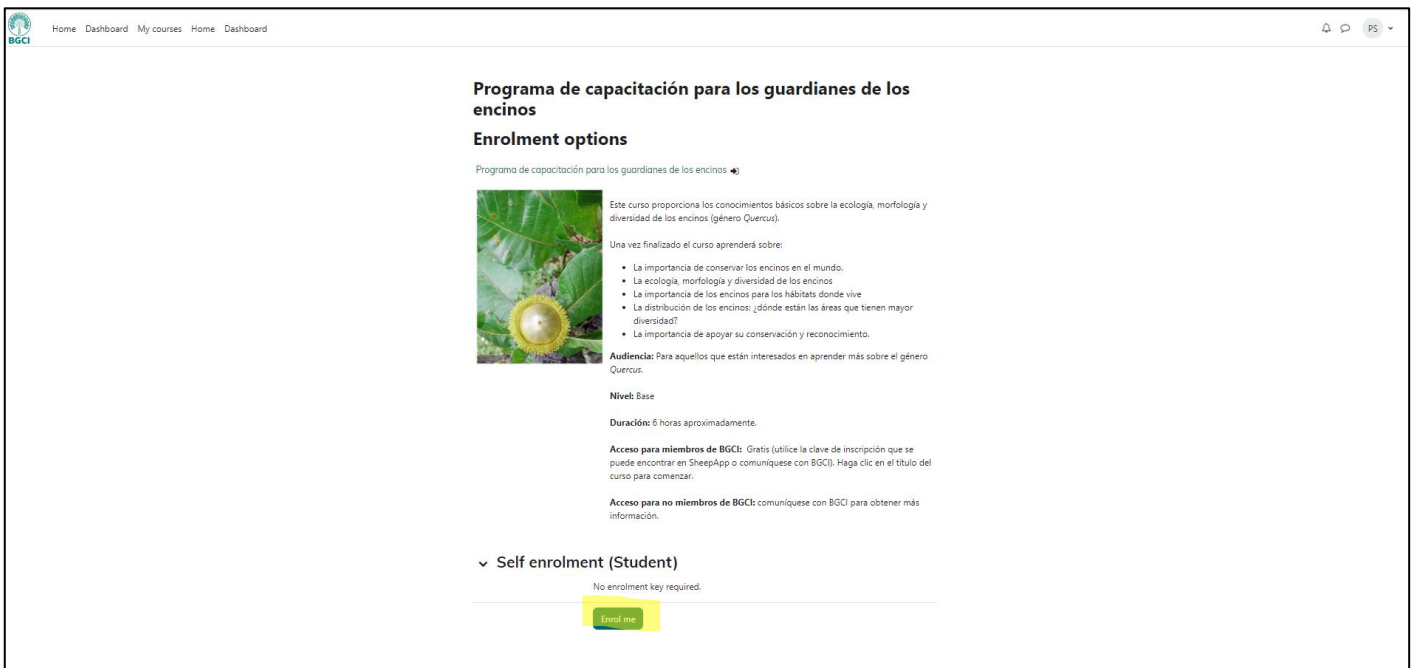 BGCI
Home Dashboard My courses Home Dashboard
PS
Programa de capacitación para los guardianes de los
encinos
Enrolment options
Programa de capacitación para los guardianes de los encinos
Este curso proporciona los conocimientos básicos sobre la ecología, morfología y
diversidad de los encinos (género Quercus).
Una vez finalizado el curso aprenderá sobre:
• La importancia de conservar los encinos en el mundo.
• La ecología, morfología y diversidad de los encinos
• La importancia de los encinos para los hábitats donde vive
• La distribución de los encinos: ¿dónde están las áreas que tienen mayor
diversidad?
• La importancia de apoyar su conservación y reconocimiento.
Audiencia: Para aquellos que están interesados en aprender más sobre el género
Quercus.
Nivel: Base
Duración: 6 horas aproximadamente.
Acceso para miembros de BGCI: Gratis (utilice la clave de inscripción que se
puede encontrar en SheepApp o comuníquese con BGCI). Haga clic en el título del
curso para comenzar.
Acceso para no miembros de BGCI: comuníquese con BGCI para obtener más
información.
Self enrolment (Student)
No enrolment key required.
Enrol me